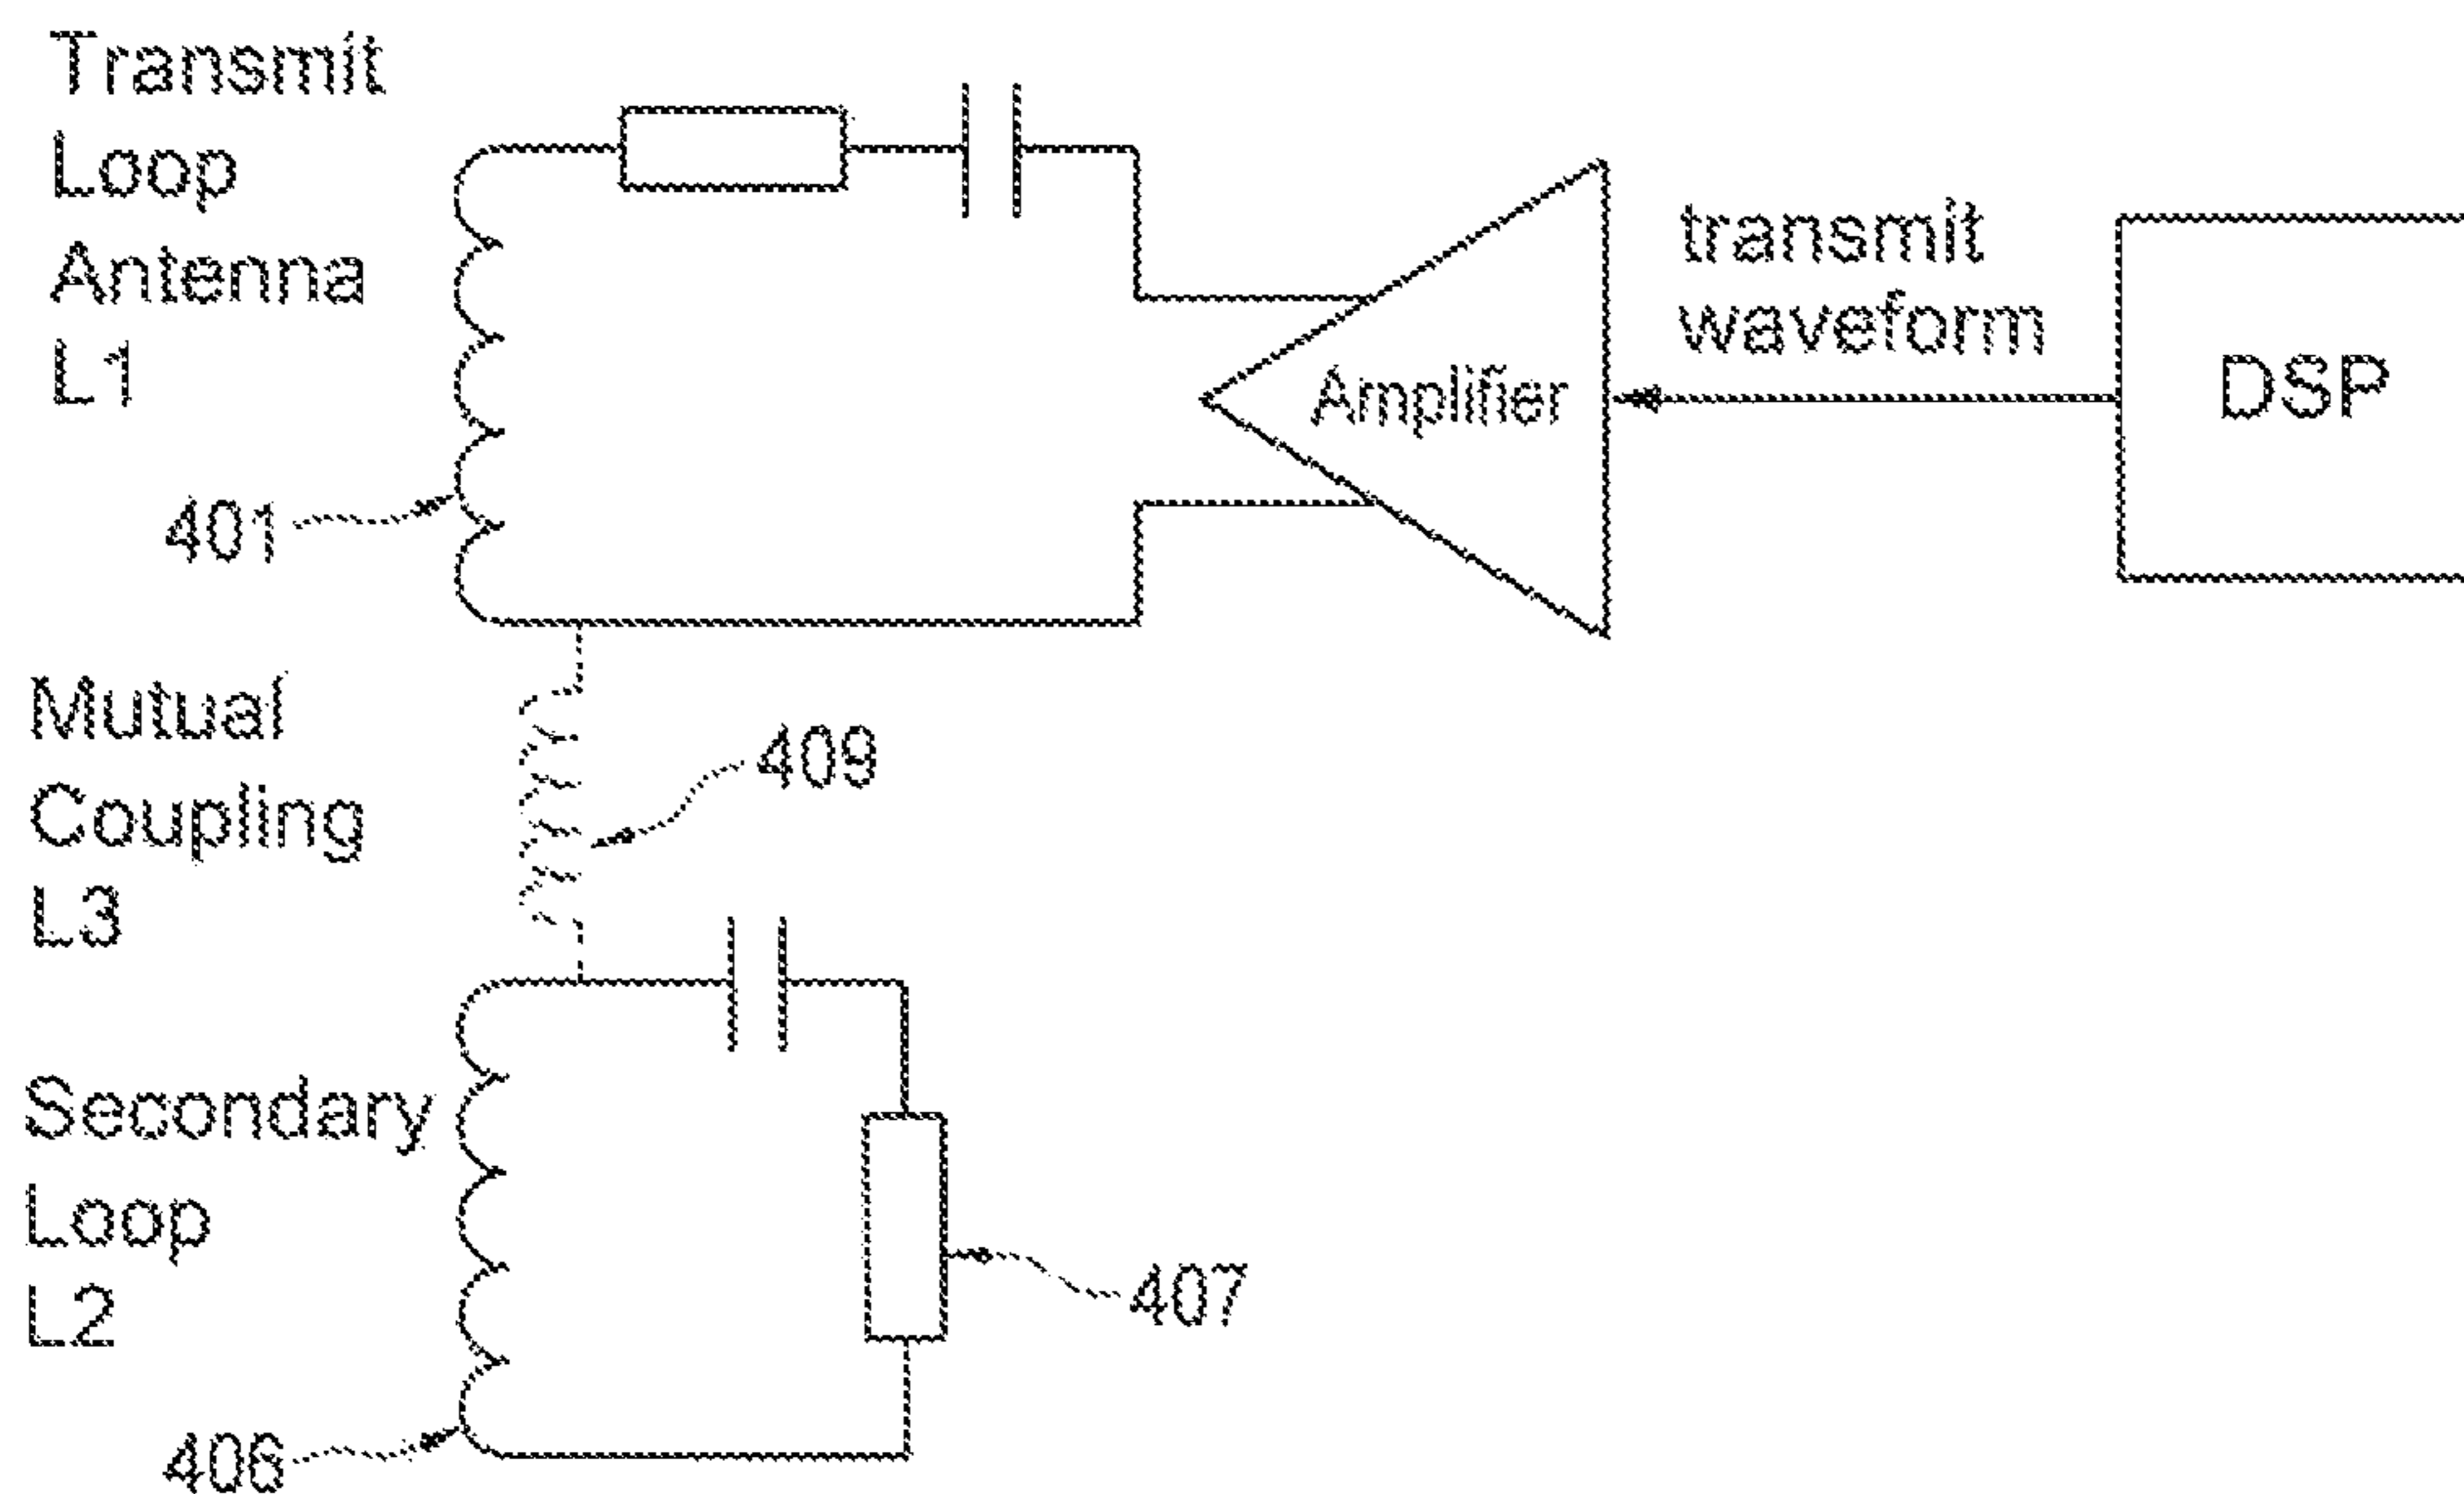 Transmit
Loop
Antenna
L1
transmit
waveform
Amplifier
DSP
401
Mutual
Coupling
L3
409
Secondary
Loop
L2
407
406